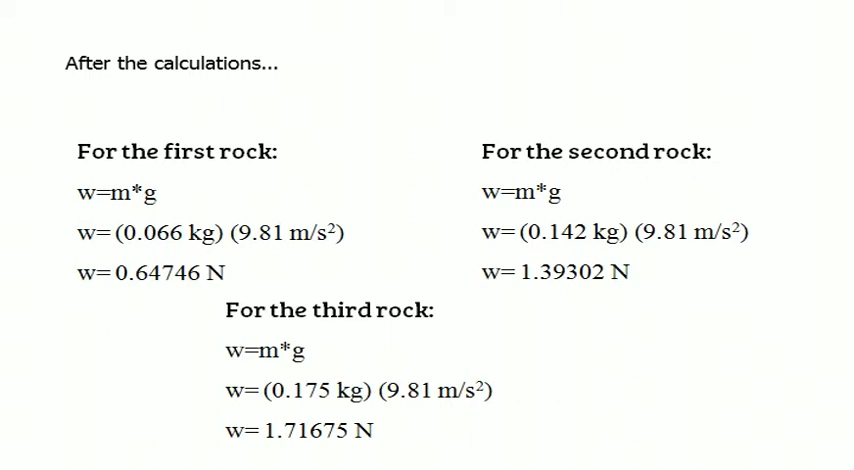 After the calculations...
For the first rock:
w=m*g
w= (0.066 kg) (9.81 m/s²)
w= 0.64746 N
For the second rock:
w=m*g
w= (0.142 kg) (9.81 m/s²)
w= 1.39302 N
For the third rock:
w=m*g
w= (0.175 kg) (9.81 m/s²)
w= 1.71675 N